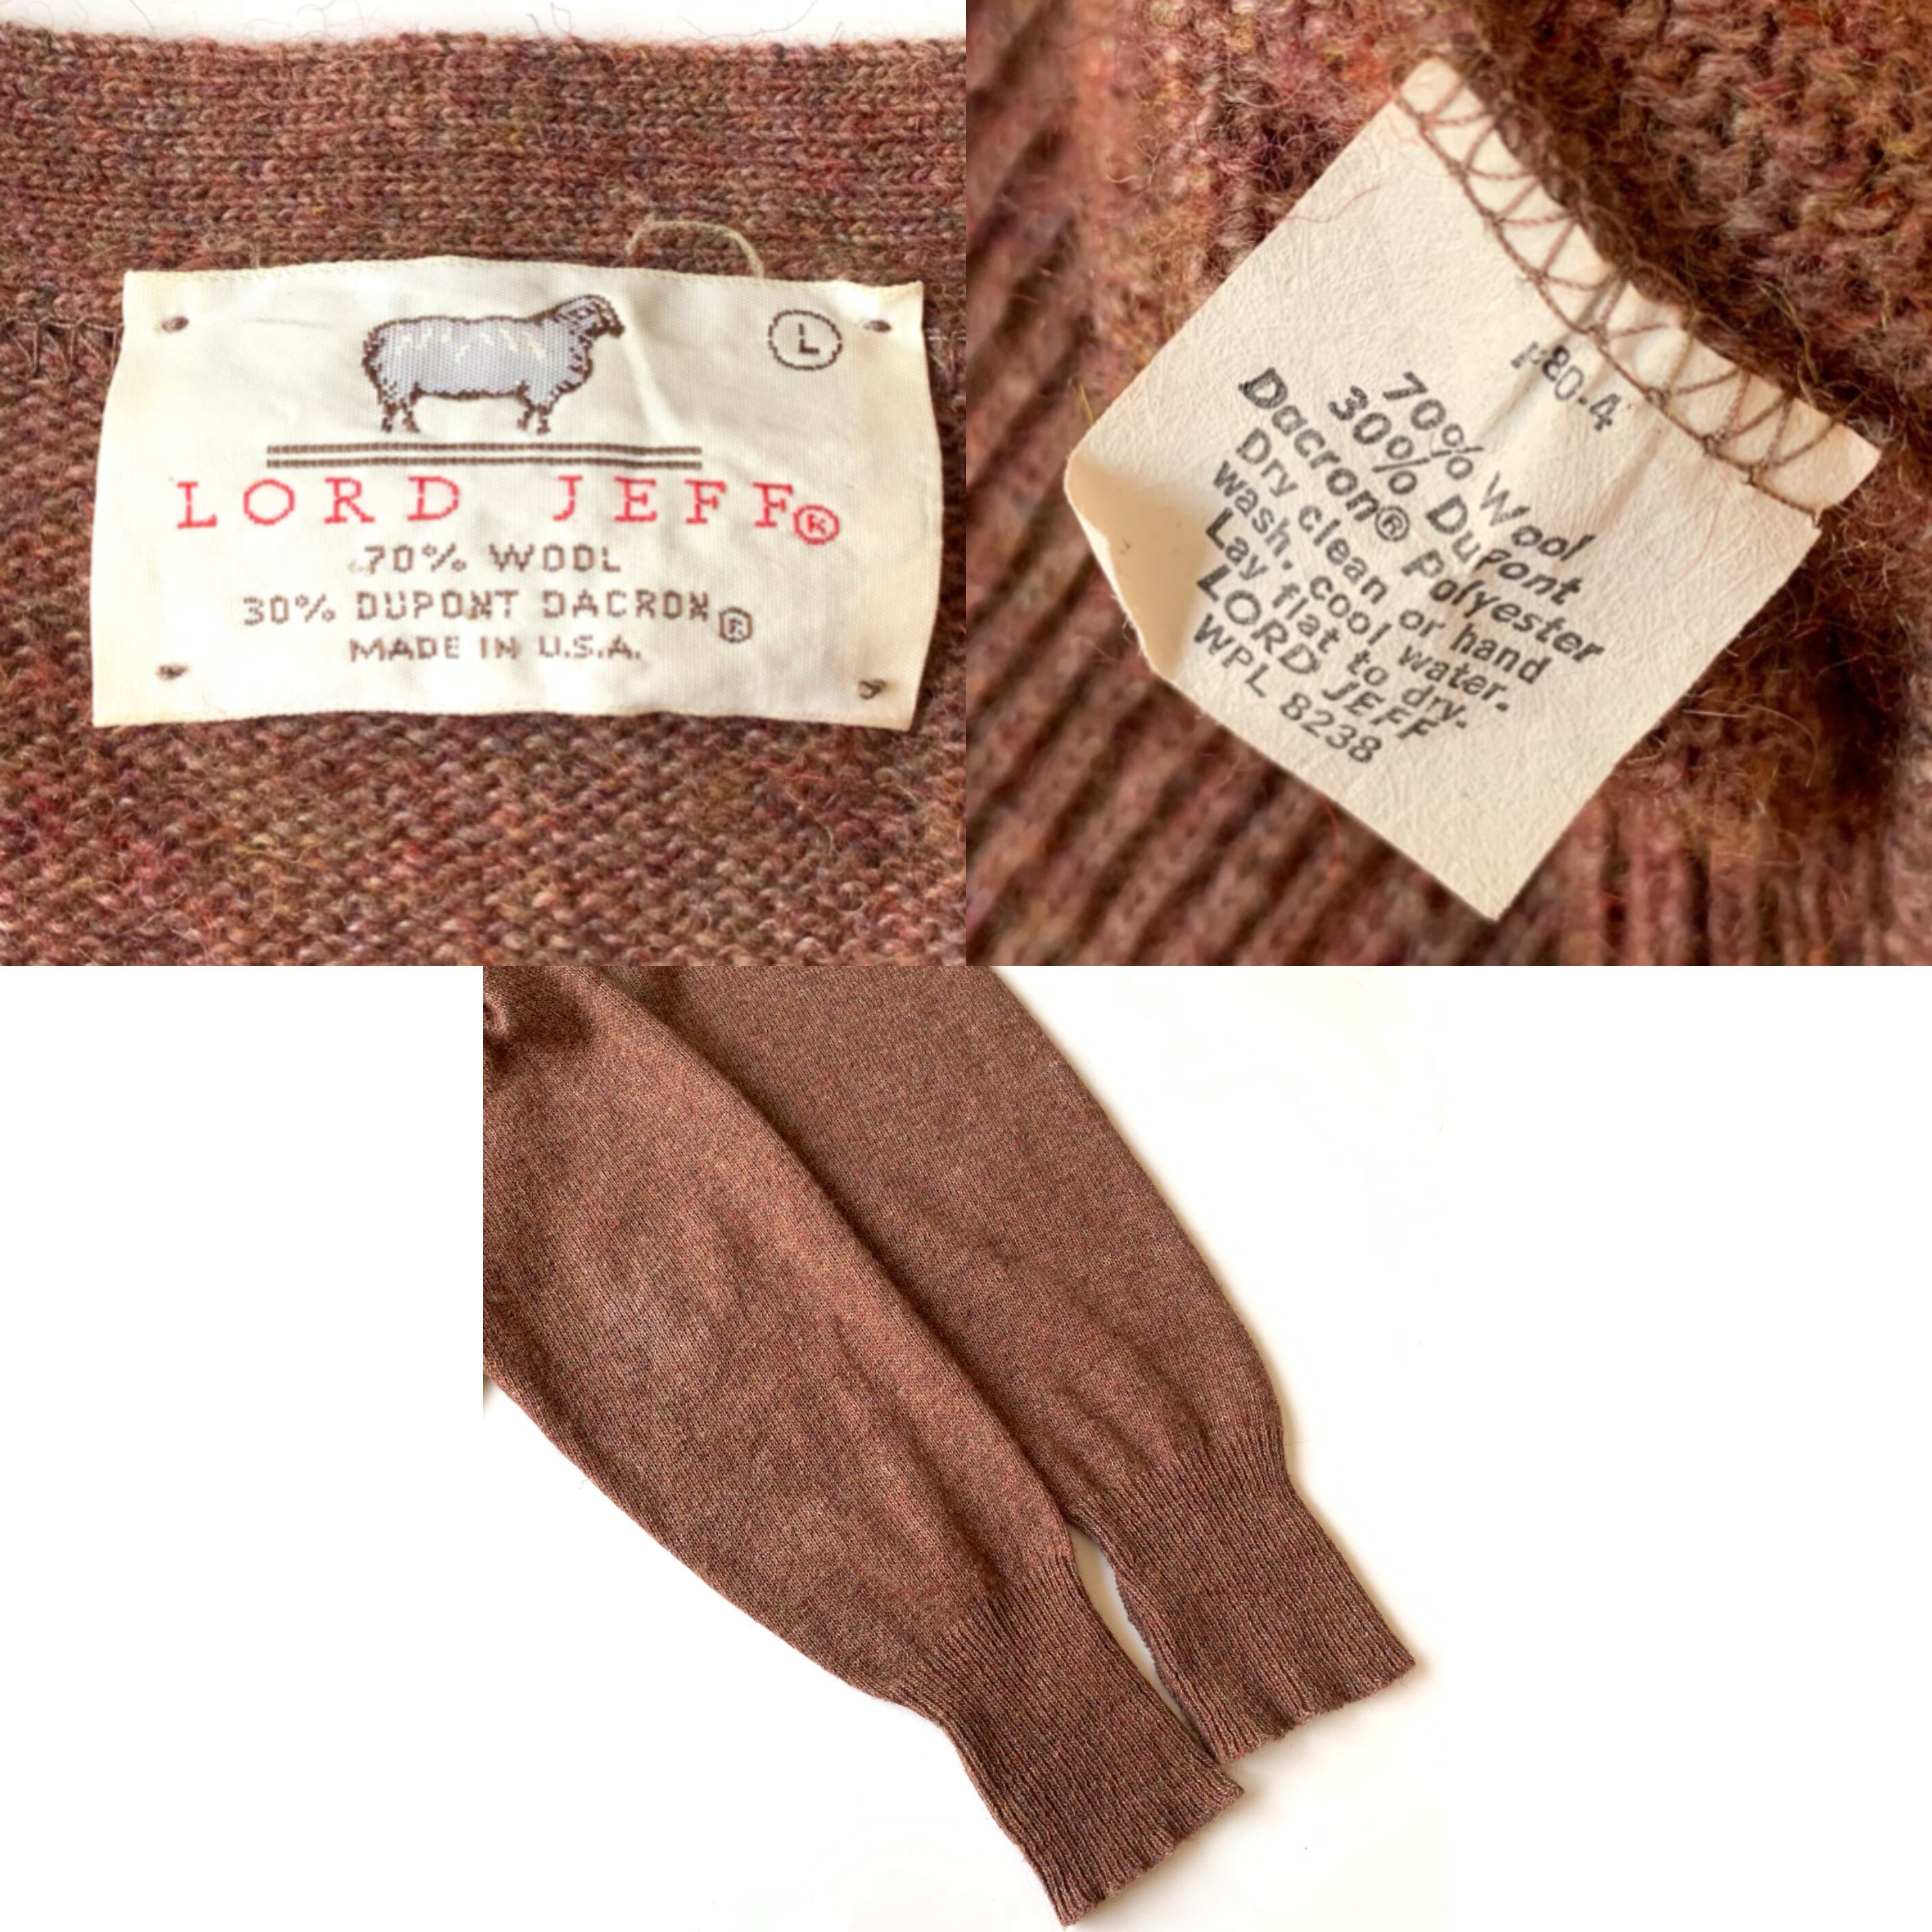 L
LORD JEFF®
70% WOOL
30% DUPONT DACRON®
MADE IN U.S.A.
70% Wool
30% DuPont
Dacron® Polyester
Dry clean or hand
wash, cool water.
Lay flat to dry.
LORD JEFF
WPL 8238